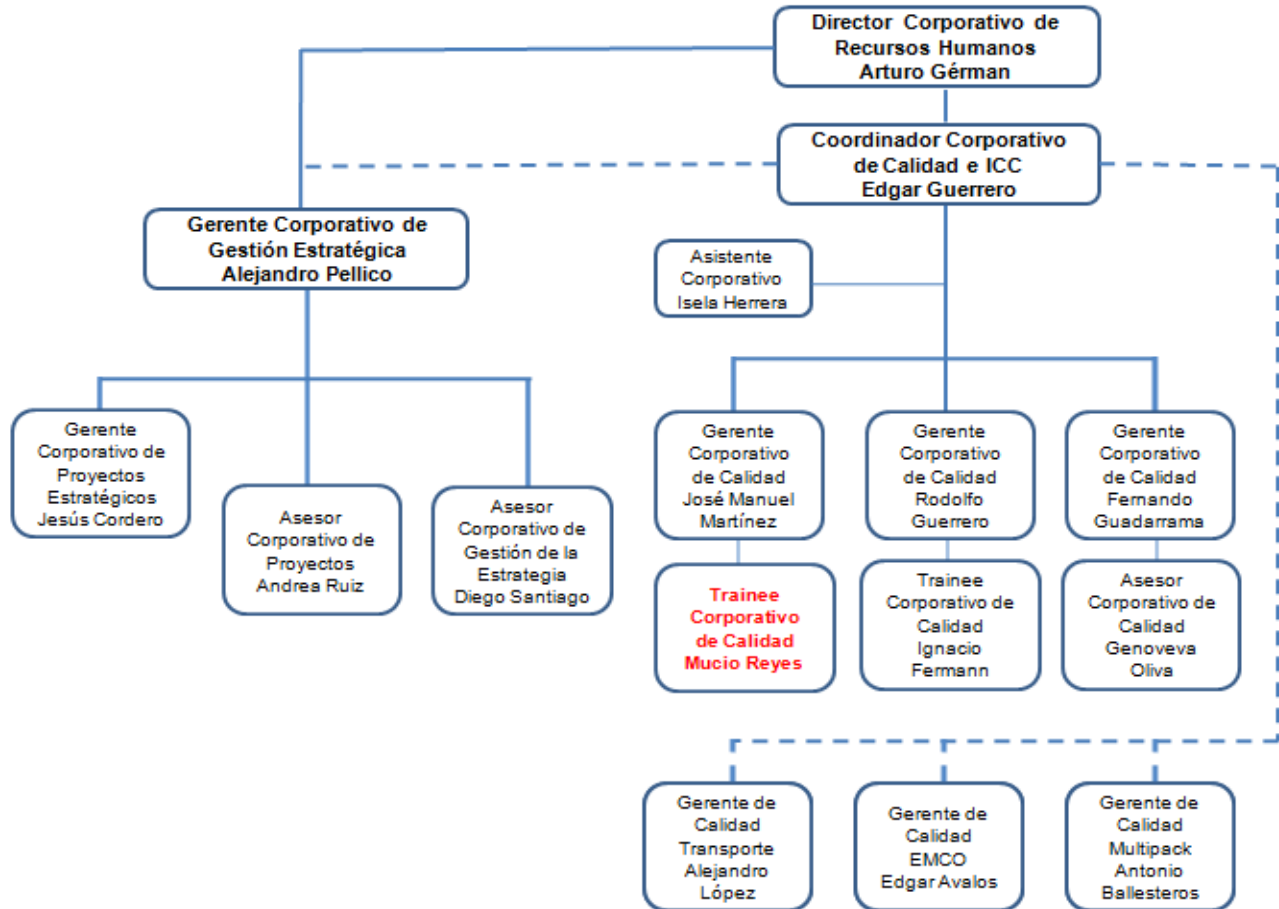 Director Corporativo de
Recursos Humanos
Arturo Gérman
Coordinador Corporativo
de Calidad e ICC
Edgar Guerrero
Gerente Corporativo de
Gestión Estratégica
Alejandro Pellico
Asistente
Corporativo
Isela Herrera
Gerente
Corporativo de
Proyectos
Estratégicos
Jesús Cordero
Asesor
Corporativo de
Proyectos
Andrea Ruiz
Asesor
Corporativo de
Gestión de la
Estrategia
Diego Santiago
Gerente
Corporativo
de Calidad
José Manuel
Martínez
Gerente
Corporativo
de Calidad
Rodolfo
Guerrero
Gerente
Corporativo
de Calidad
Fernando
Guadarrama
Trainee
Corporativo
de Calidad
Mucio Reyes
Trainee
Corporativo de
Calidad
Ignacio
Fermann
Asesor
Corporativo de
Calidad
Genoveva
Oliva
Gerente de
Calidad
Transporte
Alejandro
López
Gerente de
Calidad
EMCO
Edgar Avalos
Gerente de
Calidad
Multipack
Antonio
Ballesteros